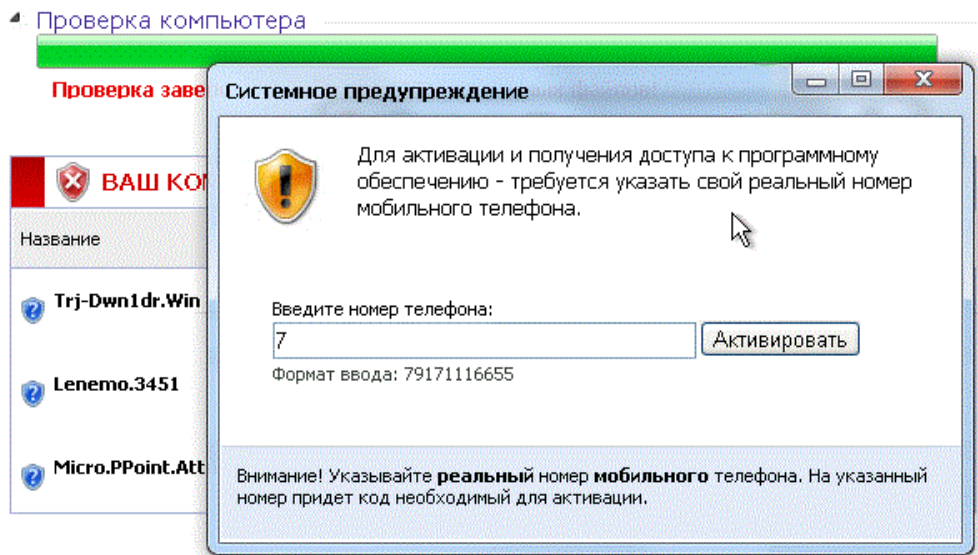 Проверка компьютера
Проверка заве
Системное предупреждение
Для активации и получения доступа к программному
обеспечению - требуется указать свой реальный номер
мобильного телефона.
ВАШ КО
Название
Trj-Dwn1dr.Win
Введите номер телефона:
7
Активировать
Формат ввода: 79171116655
Lenemo.3451
Micro.PPoint.Att
Внимание! Указывайте реальный номер мобильного телефона. На указанный
номер придет код необходимый для активации.